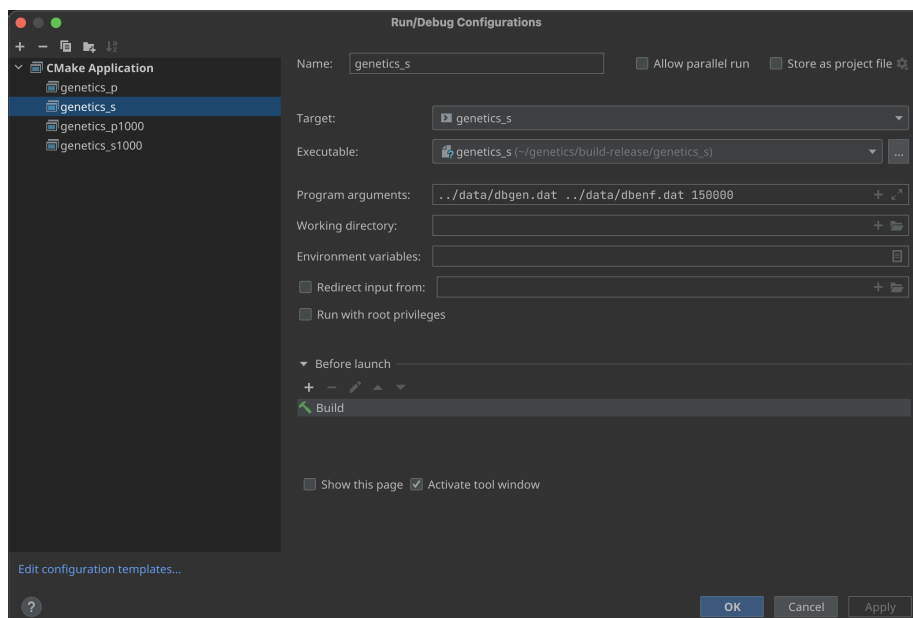 Run/Debug Configurations
CMake Application
genetics_p
genetics_s
genetics_p1000
genetics_s1000
Edit configuration templates...
Name: genetics_s Allow parallel run Store as project file
Target: genetics_s
Executable: genetics_s (~/genetics/build-release/genetics_s) ...
Program arguments: ../data/dbgen.dat ../data/dbenf.dat 150000
Working directory:
Environment variables:
Redirect input from:
Run with root privileges
Before launch
Build
Show this page Activate tool window
? OK Cancel Apply